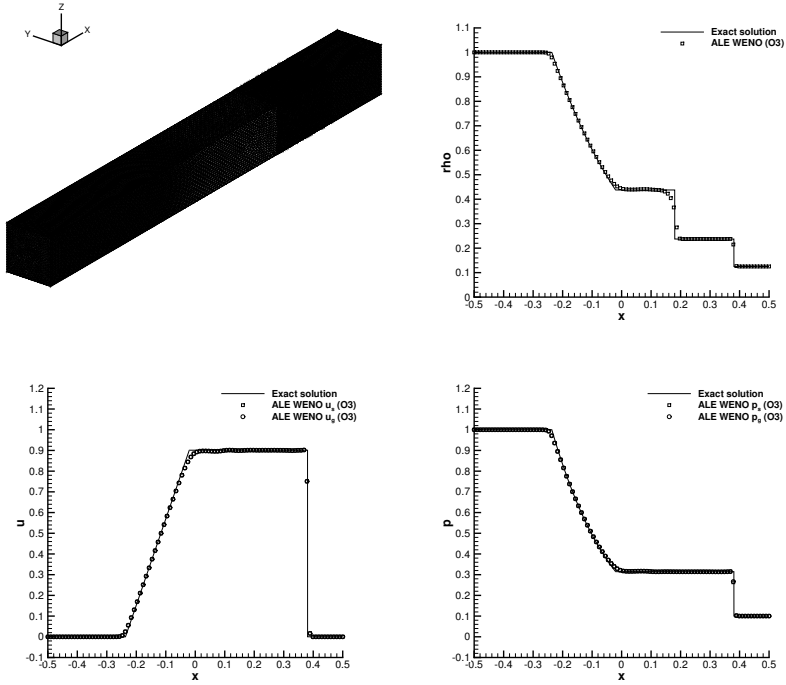 Z
Y
X
Exact solution
ALE WENO (O3)
rho
1.1
1
0.9
0.8
0.7
0.6
0.5
0.4
0.3
0.2
0.1
0
-0.5 -0.4 -0.3 -0.2 -0.1 0 0.1 0.2 0.3 0.4 0.5
x
Exact solution
ALE WENO u_s (O3)
ALE WENO u_g (O3)
u
1.2
1.1
1
0.9
0.8
0.7
0.6
0.5
0.4
0.3
0.2
0.1
0
-0.1
-0.5 -0.4 -0.3 -0.2 -0.1 0 0.1 0.2 0.3 0.4 0.5
x
Exact solution
ALE WENO p_s (O3)
ALE WENO p_g (O3)
p
1.2
1.1
1
0.9
0.8
0.7
0.6
0.5
0.4
0.3
0.2
0.1
0
-0.1
-0.5 -0.4 -0.3 -0.2 -0.1 0 0.1 0.2 0.3 0.4 0.5
x